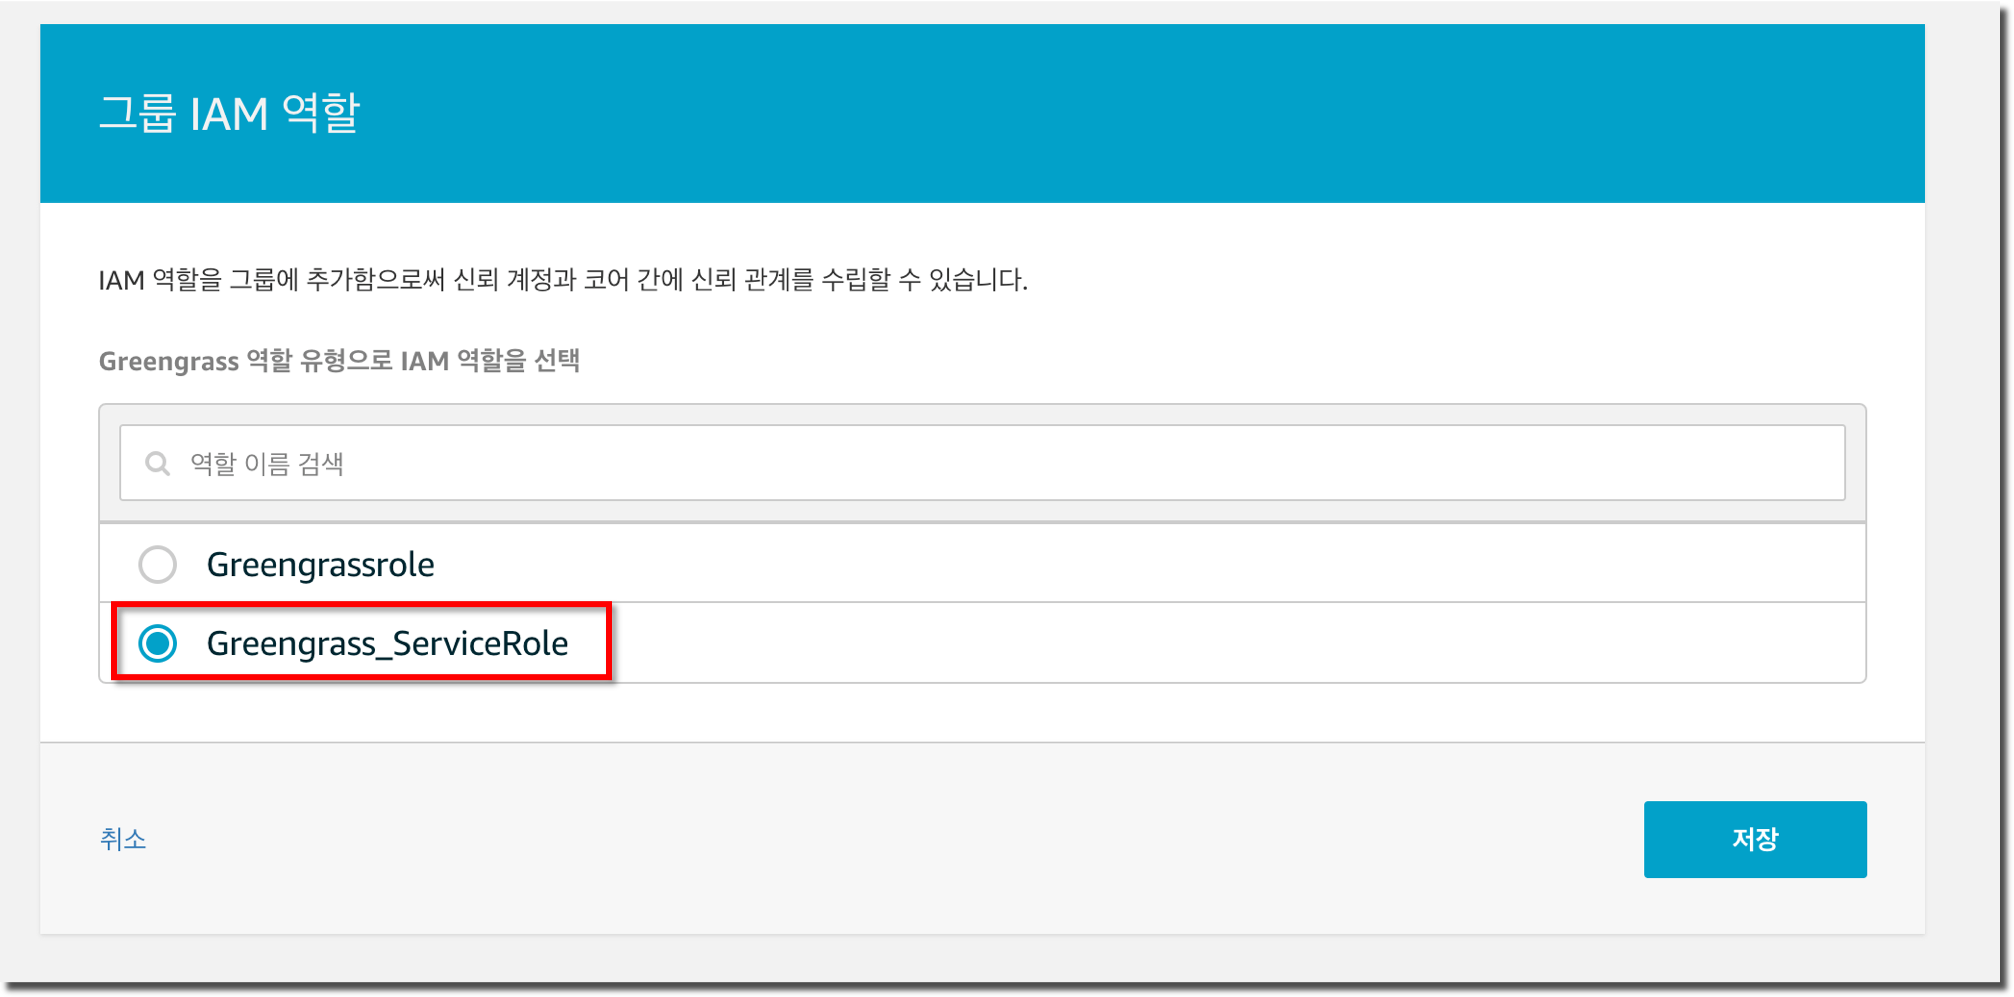 그룹 IAM 역할
IAM 역할을 그룹에 추가함으로써 신뢰 계정과 코어 간에 신뢰 관계를 수립할 수 있습니다.
Greengrass 역할 유형으로 IAM 역할을 선택
역할 이름 검색
Greengrassrole
Greengrass_ServiceRole
취소
저장